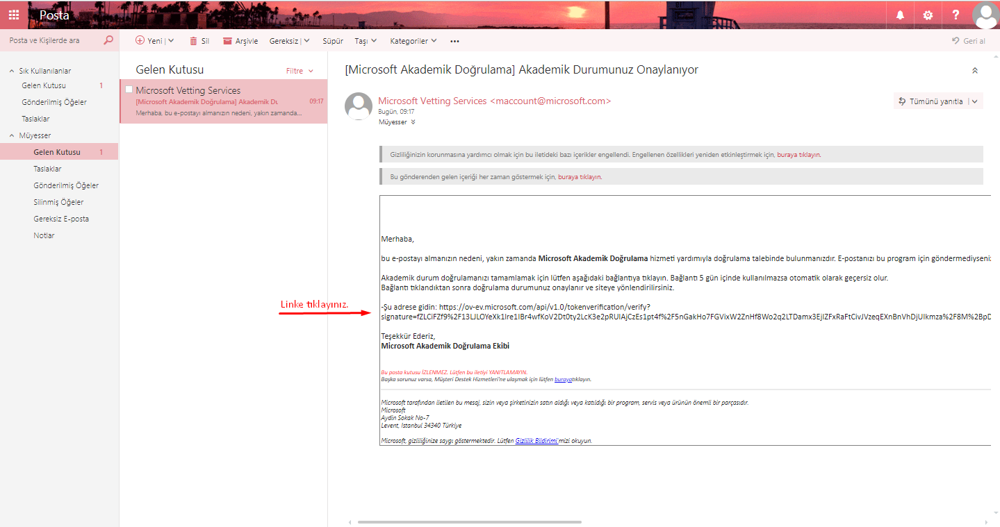 Posta
Posta ve Kişilerde ara
Yeni
Sil
Arşivle
Gereksiz
Süpür
Taşı
Kategoriler
Geri al
Sık Kullanılanlar
Gelen Kutusu 1
Gönderilmiş Öğeler
Taslaklar
Müyesser
Gelen Kutusu 1
Taslaklar
Gönderilmiş Öğeler
Silinmiş Öğeler
Gereksiz E-posta
Notlar
Gelen Kutusu
Filtre
Microsoft Vetting Services
[Microsoft Akademik Doğrulama] Akademik Du 09:17
Merhaba, bu e-postayı almanızın nedeni, yakın zamanda...
[Microsoft Akademik Doğrulama] Akademik Durumunuz Onaylanıyor
Microsoft Vetting Services <maccount@microsoft.com>
Bugün, 09:17
Müyesser
Tümünü yanıtla
Gizliliğinizin korunmasına yardımcı olmak için bu iletideki bazı içerikler engellendi. Engellenen özellikleri yeniden etkinleştirmek için, buraya tıklayın.
Bu gönderenden gelen içeriği her zaman göstermek için, buraya tıklayın.
Merhaba,
bu e-postayı almanızın nedeni, yakın zamanda Microsoft Akademik Doğrulama hizmeti yardımıyla doğrulama talebinde bulunmanızdır. E-postanızı bu program için göndermediyseniz
Akademik durum doğrulamanızı tamamlamak için lütfen aşağıdaki bağlantıya tıklayın. Bağlantı 5 gün içinde kullanılmazsa otomatik olarak geçersiz olur.
Bağlantı tıklandıktan sonra doğrulama durumunuz onaylanır ve siteye yönlendirilirsiniz.
Linke tıklayınız.
-Şu adrese gidin: https://ov-ev.microsoft.com/api/v1.0/tokenverification/verify?
Teşekkür Ederiz,
Microsoft Akademik Doğrulama Ekibi
Bu posta kutusu İZLENMEZ. Lütfen bu iletiyi YANITLAMAYIN.
Başka sorunuz varsa, Müşteri Destek Hizmetleri'ne ulaşmak için lütfen burayatıklayın.
Microsoft tarafından iletilen bu mesaj, sizin veya şirketinizin satın aldığı veya katıldığı bir program, servis veya ürünün önemli bir parçasıdır.
Microsoft
Aydin Sokak No-7
Levent, Istanbul 34340 Türkiye
Microsoft, gizliliğinize saygı göstermektedir. Lütfen Gizlilik Bildirimi'mizi okuyun.